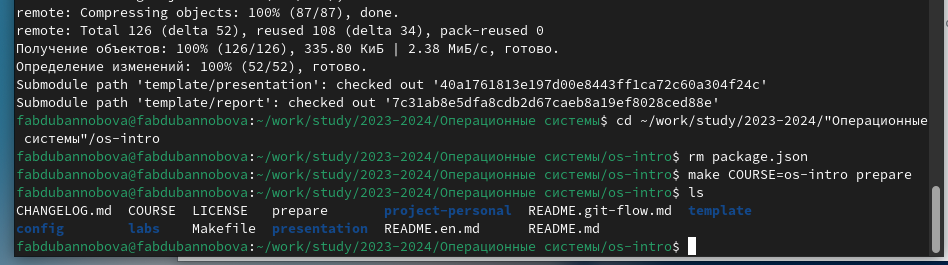 remote: Compressing objects: 100% (87/87), done.
remote: Total 126 (delta 52), reused 108 (delta 34), pack-reused 0
Получение объектов: 100% (126/126), 335.80 КиБ | 2.38 МиБ/с, готово.
Определение изменений: 100% (52/52), готово.
Submodule path 'template/presentation': checked out '40a1761813e197d00e8443ff1ca72c60a304f24c'
Submodule path 'template/report': checked out '7c31ab8e5dfa8cdb2d67caeb8a19ef8028ced88e'
fabdubannobova@fabdubannobova:~/work/study/2023-2024/Операционные системы$ cd ~/work/study/2023-2024/"Операционные
системы"/os-intro
fabdubannobova@fabdubannobova:~/work/study/2023-2024/Операционные системы/os-intro$ rm package.json
fabdubannobova@fabdubannobova:~/work/study/2023-2024/Операционные системы/os-intro$ make COURSE=os-intro prepare
fabdubannobova@fabdubannobova:~/work/study/2023-2024/Операционные системы/os-intro$ ls
CHANGELOG.md COURSE LICENSE prepare project-personal README.git-flow.md template
config labs Makefile presentation README.en.md README.md
fabdubannobova@fabdubannobova:~/work/study/2023-2024/Операционные системы/os-intro$